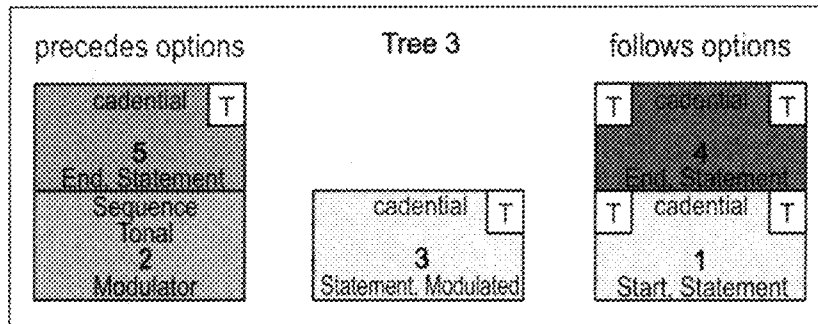 precedes options
Tree 3
follows options
cadential T
5
End, Statement
Sequence
Tonal
2
Modulator
cadential T
3
Statement, Modulated
T cadential T
4
End, Statement
T cadential T
1
Start, Statement